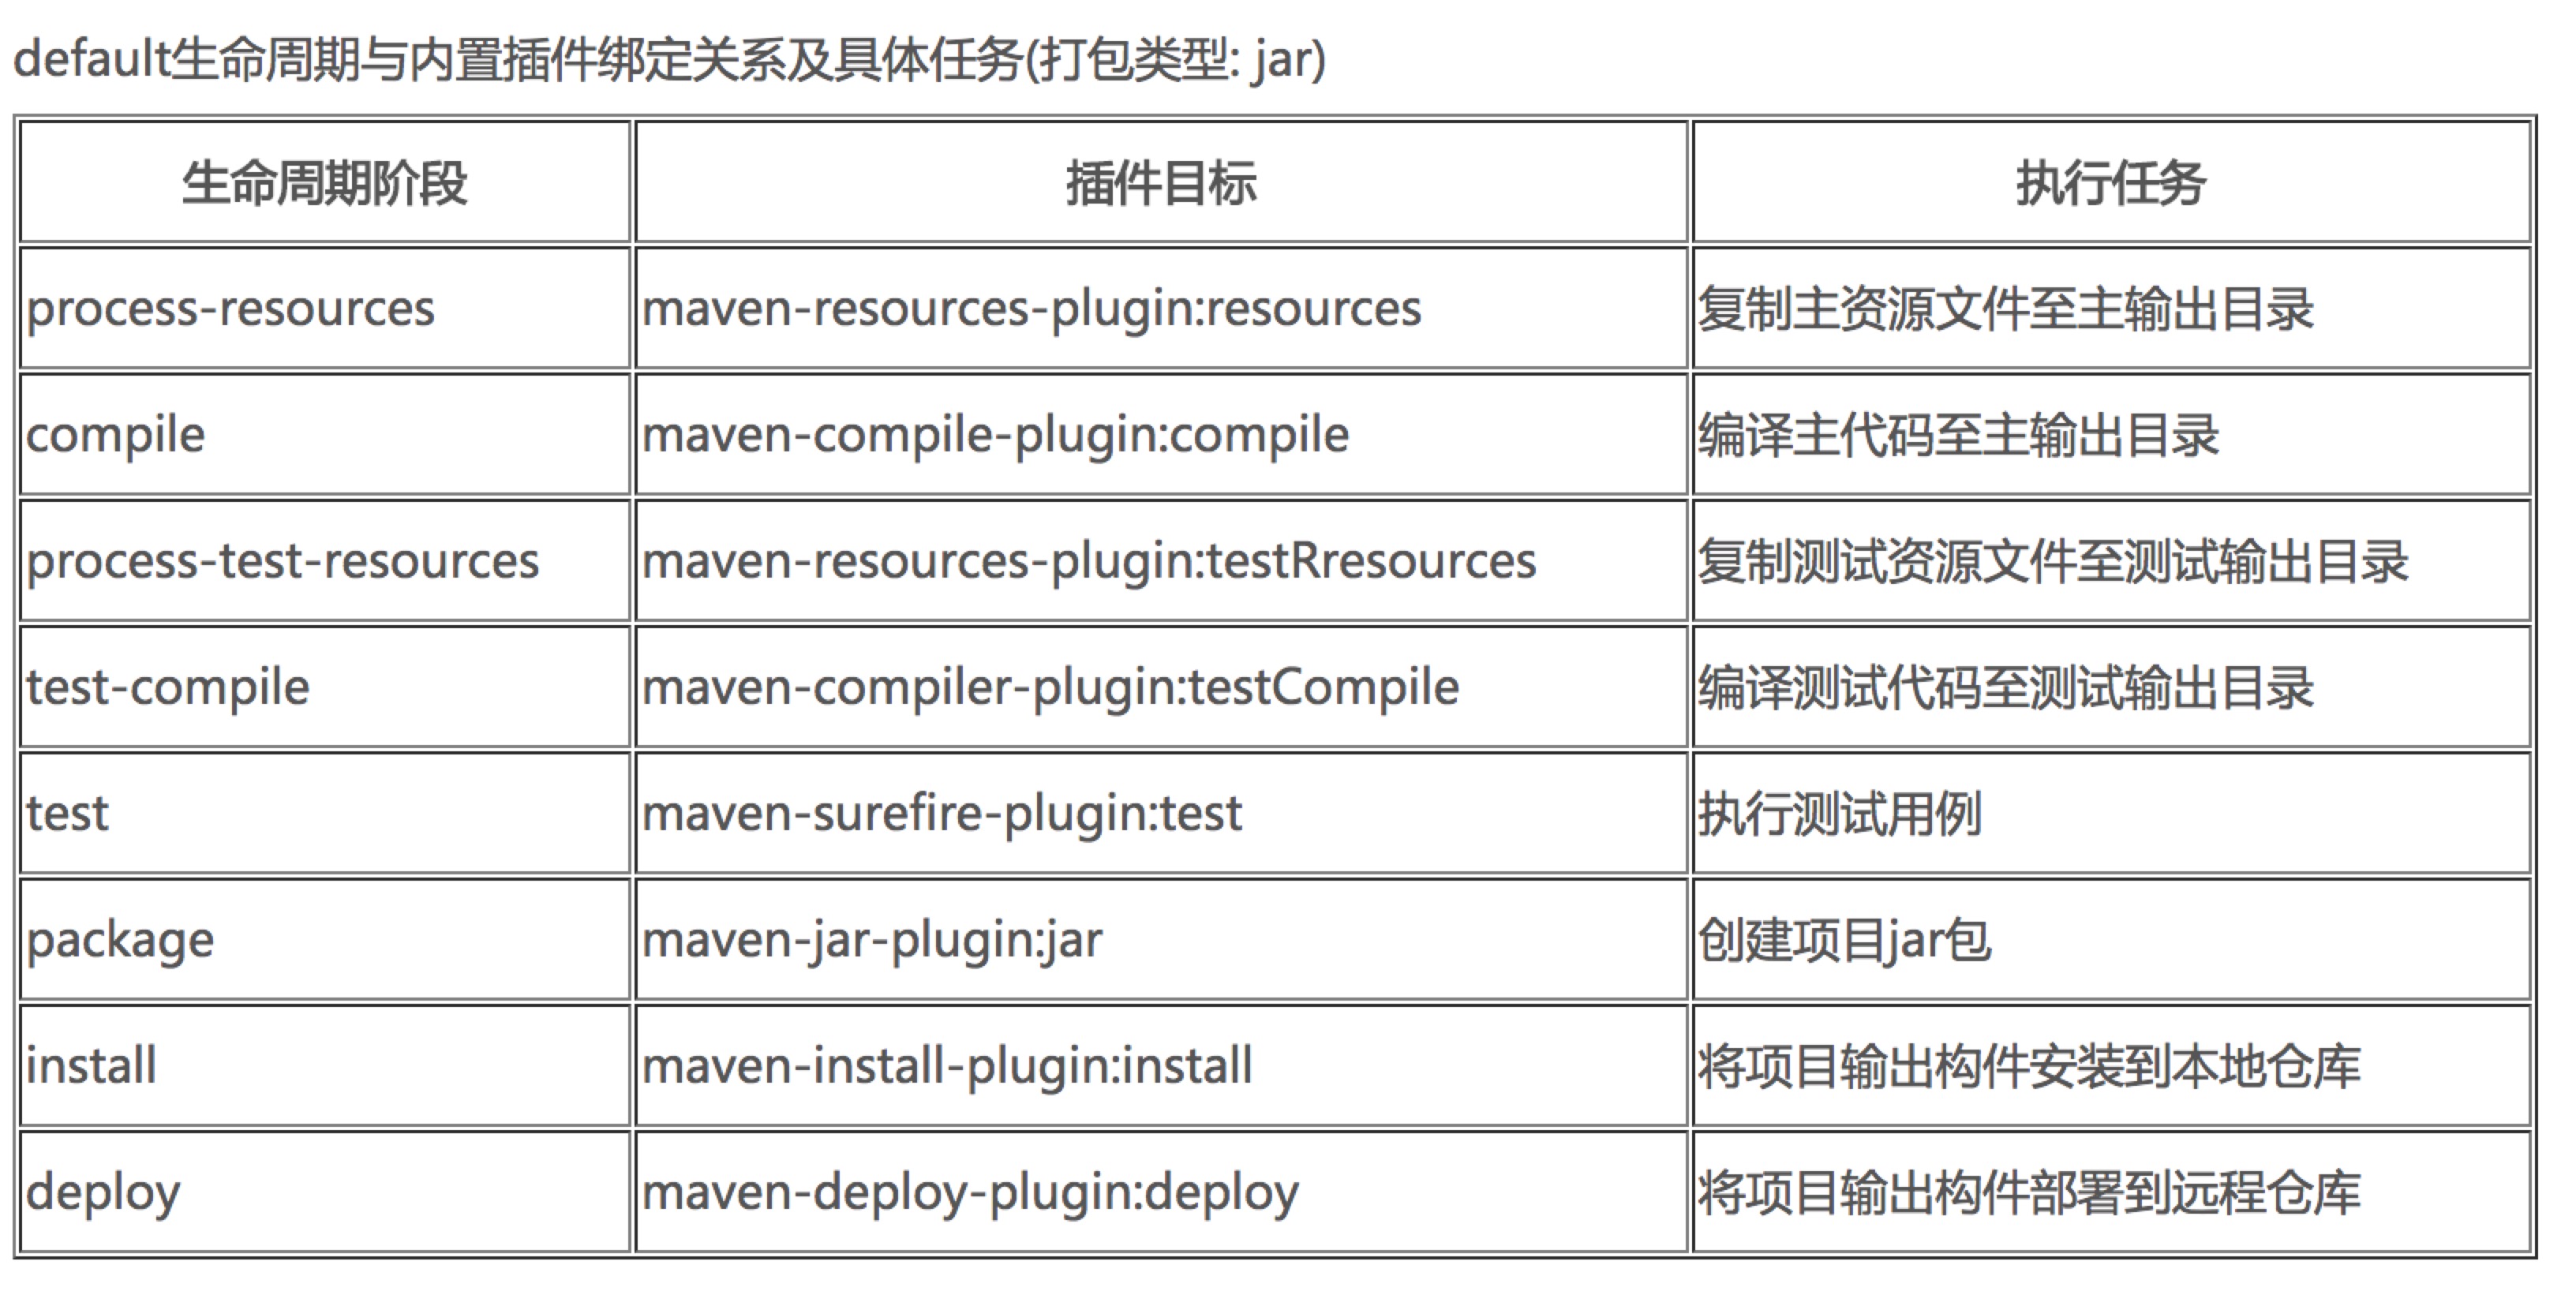 default生命周期与内置插件绑定关系及具体任务(打包类型: jar)
生命周期阶段 插件目标 执行任务
process-resources maven-resources-plugin:resources 复制主资源文件至主输出目录
compile maven-compile-plugin:compile 编译主代码至主输出目录
process-test-resources maven-resources-plugin:testRresources 复制测试资源文件至测试输出目录
test-compile maven-compiler-plugin:testCompile 编译测试代码至测试输出目录
test maven-surefire-plugin:test 执行测试用例
package maven-jar-plugin:jar 创建项目jar包
install maven-install-plugin:install 将项目输出构件安装到本地仓库
deploy maven-deploy-plugin:deploy 将项目输出构件部署到远程仓库